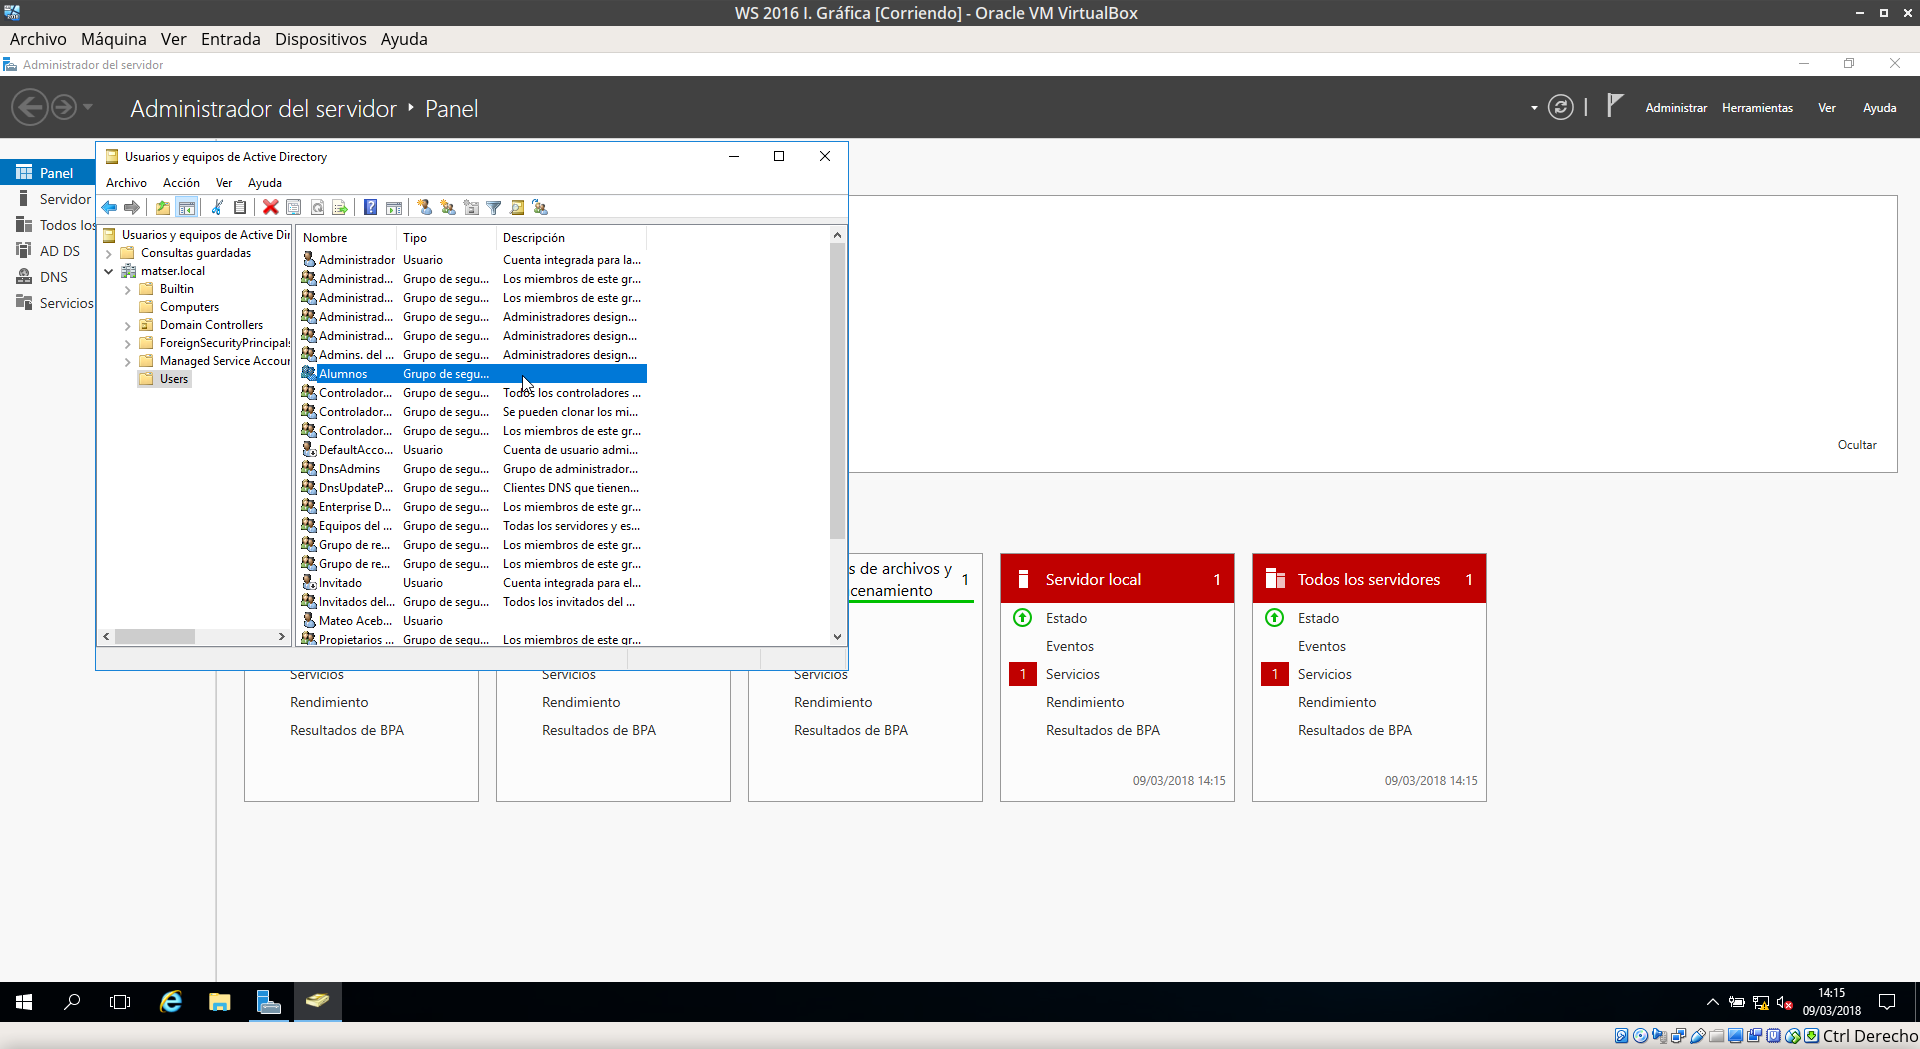 WS 2016 I. Gráfica [Corriendo] - Oracle VM VirtualBox
Archivo Máquina Ver Entrada Dispositivos Ayuda
Administrador del servidor
Administrador del servidor Panel
Administrar Herramientas Ver Ayuda
Panel
Servidor
Todos los
AD DS
DNS
Servicios
Usuarios y equipos de Active Directory
Archivo Acción Ver Ayuda
Usuarios y equipos de Active Dir
Consultas guardadas
matser.local
Builtin
Computers
Domain Controllers
ForeignSecurityPrincipals
Managed Service Accoun
Users
Nombre Tipo Descripción
Administrador Usuario Cuenta integrada para la...
Administrad... Grupo de segu... Los miembros de este gr...
Administrad... Grupo de segu... Los miembros de este gr...
Administrad... Grupo de segu... Administradores design...
Administrad... Grupo de segu... Administradores design...
Admins. del ... Grupo de segu... Administradores design...
Alumnos Grupo de segu...
Controlador... Grupo de segu... Todos los controladores ...
Controlador... Grupo de segu... Se pueden clonar los mi...
Controlador... Grupo de segu... Los miembros de este gr...
DefaultAcco... Usuario Cuenta de usuario admi...
DnsAdmins Grupo de segu... Grupo de administrador...
DnsUpdateP... Grupo de segu... Clientes DNS que tienen...
Enterprise D... Grupo de segu... Los miembros de este gr...
Equipos del ... Grupo de segu... Todas los servidores y es...
Grupo de re... Grupo de segu... Los miembros de este gr...
Grupo de re... Grupo de segu... Los miembros de este gr...
Invitado Usuario Cuenta integrada para el...
Invitados del... Grupo de segu... Todos los invitados del ...
Mateo Aceb... Usuario
Propietarios ... Grupo de segu... Los miembros de este gr...
Ocultar
Servicios
Rendimiento
Resultados de BPA
Servicios
Rendimiento
Resultados de BPA
s de archivos y 1
cenamiento
Servicios
Rendimiento
Resultados de BPA
Servidor local 1
Estado
Eventos
1 Servicios
Rendimiento
Resultados de BPA
09/03/2018 14:15
Todos los servidores 1
Estado
Eventos
1 Servicios
Rendimiento
Resultados de BPA
09/03/2018 14:15
14:15
09/03/2018
Ctrl Derecho